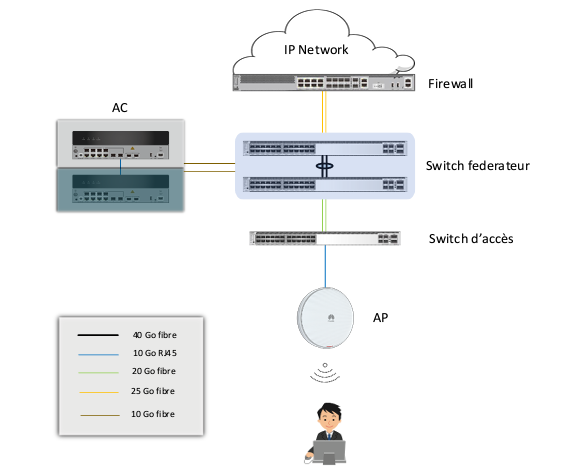 IP Network
Firewall
AC
Switch federateur
Switch d'accès
AP
40 Go fibre
10 Go RJ45
20 Go fibre
25 Go fibre
10 Go fibre